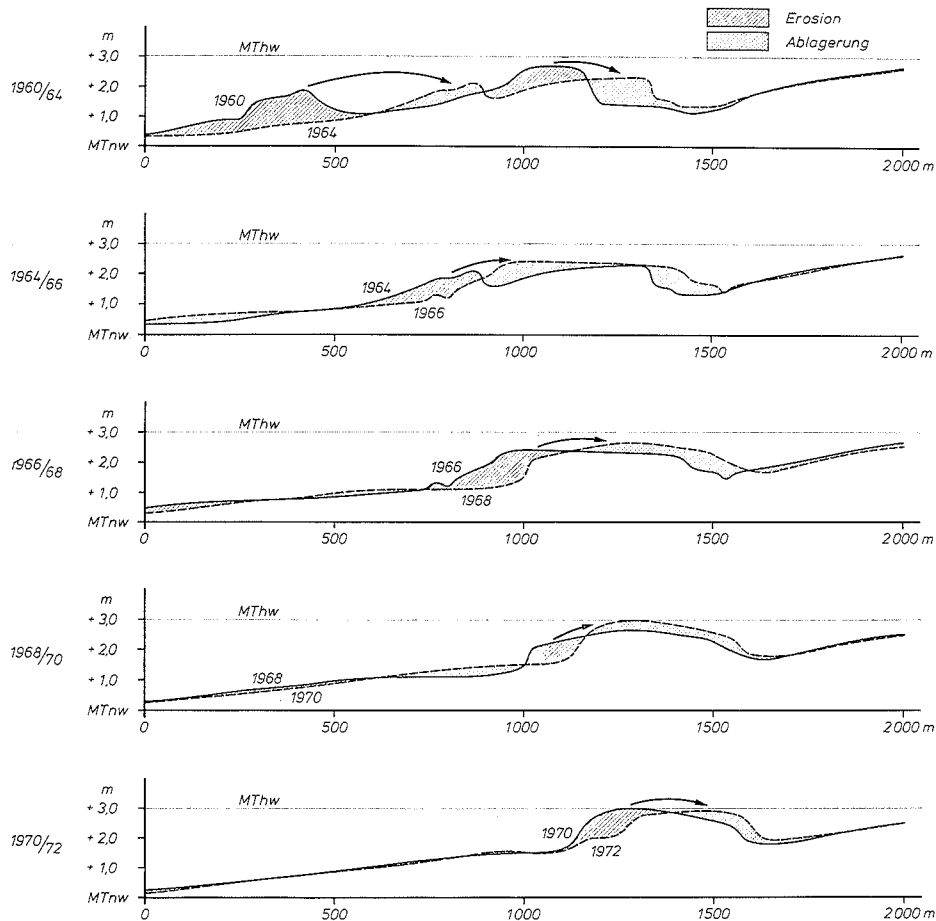 Erosion
Ablagerung
1960/64
m
MThw
+ 3,0
+ 2,0
+ 1,0
MTnw
1960
1964
0 500 1000 1500 2000 m
1964/66
m
MThw
+ 3,0
+ 2,0
+ 1,0
MTnw
1964
1966
0 500 1000 1500 2000 m
1966/68
m
MThw
+ 3,0
+ 2,0
+ 1,0
MTnw
1966
1968
0 500 1000 1500 2000 m
1968/70
m
MThw
+ 3,0
+ 2,0
+ 1,0
MTnw
1968
1970
0 500 1000 1500 2000 m
1970/72
m
MThw
+ 3,0
+ 2,0
+ 1,0
MTnw
1970
1972
0 500 1000 1500 2000 m